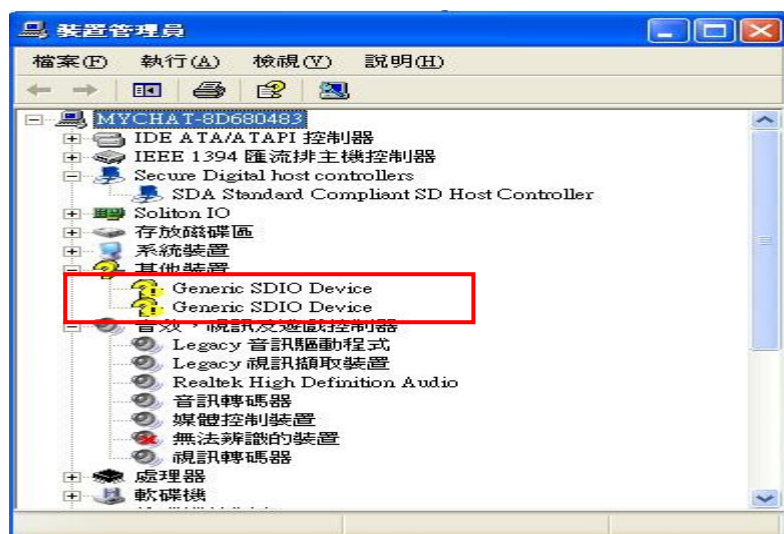 裝置管理員
檔案(F) 執行(A) 檢視(V) 說明(H)
MYCHAT-8D680483
IDE ATA/ATAPI 控制器
IEEE 1394 匯流排主機控制器
Secure Digital host controllers
SDA Standard Compliant SD Host Controller
Soliton IO
存放磁碟區
系統裝置
其他裝置
Generic SDIO Device
Generic SDIO Device
音效，視訊及遊戲控制器
Legacy 音訊驅動程式
Legacy 視訊擷取裝置
Realtek High Definition Audio
音訊轉碼器
媒體控制裝置
無法辨識的裝置
視訊轉碼器
處理器
軟碟機